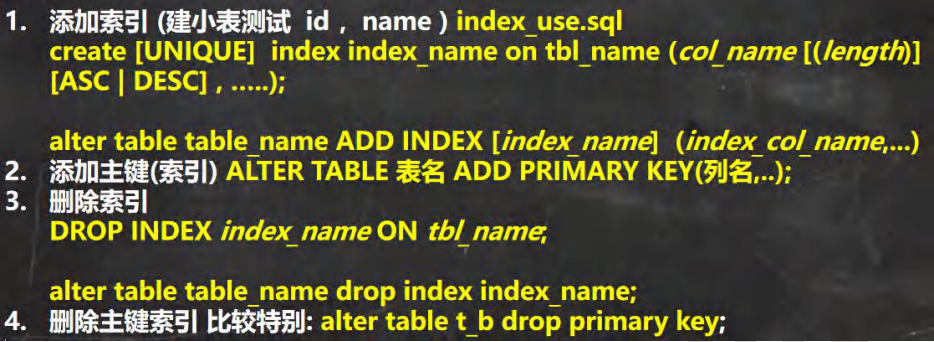 1. 添加索引 (建小表测试 id , name ) index_use.sql
create [UNIQUE] index index_name on tbl_name (col_name [(length)]
[ASC | DESC] , .....);
alter table table_name ADD INDEX [index_name] (index_col_name,...)
2. 添加主键(索引) ALTER TABLE 表名 ADD PRIMARY KEY(列名,..);
3. 删除索引
DROP INDEX index_name ON tbl_name;
alter table table_name drop index index_name;
4. 删除主键索引 比较特别: alter table t_b drop primary key;